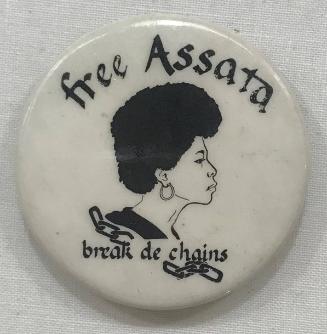 free Assata
break de chains